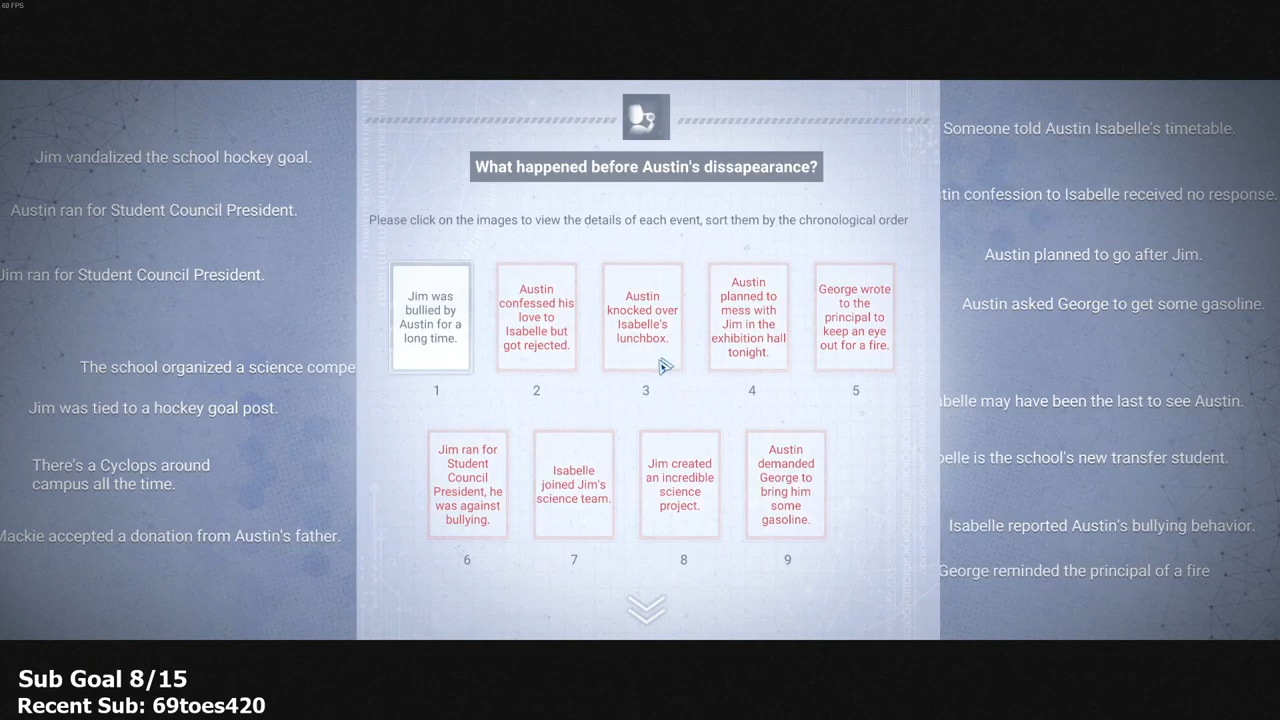 60 FPS
What happened before Austin's dissapearance?
Please click on the images to view the details of each event, sort them by the chronological order
Jim was
bullied by
Austin for a
long time.
1
Austin
confessed his
love to
Isabelle but
got rejected.
2
Austin
knocked over
Isabelle's
lunchbox.
3
Austin
planned to
mess with
Jim in the
exhibition hall
tonight.
4
George wrote
to the
principal to
keep an eye
out for a fire.
5
Jim ran for
Student
Council
President, he
was against
bullying.
6
Isabelle
joined Jim's
science team.
7
Jim created
an incredible
science
project.
8
Austin
demanded
George to
bring him
some
gasoline.
9
Jim vandalized the school hockey goal.
Austin ran for Student Council President.
Jim ran for Student Council President.
The school organized a science compe
Jim was tied to a hockey goal post.
There's a Cyclops around
campus all the time.
Mackie accepted a donation from Austin's father.
Someone told Austin Isabelle's timetable.
tin confession to Isabelle received no response.
Austin planned to go after Jim.
Austin asked George to get some gasoline.
abelle may have been the last to see Austin.
belle is the school's new transfer student.
Isabelle reported Austin's bullying behavior.
George reminded the principal of a fire
Sub Goal 8/15
Recent Sub: 69toes420